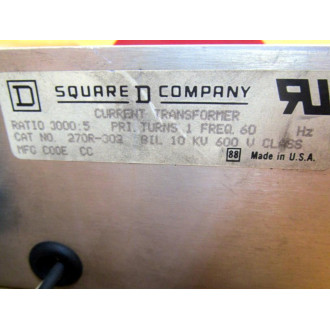 D SQUARE D COMPANY
CURRENT TRANSFORMER
RATIO 3000:5 PRI. TURNS 1 FREQ. 60 Hz
CAT NO. 270R-303 BIL 10 KV 600 V CLASS
MFG CODE CC 88 Made in U.S.A.